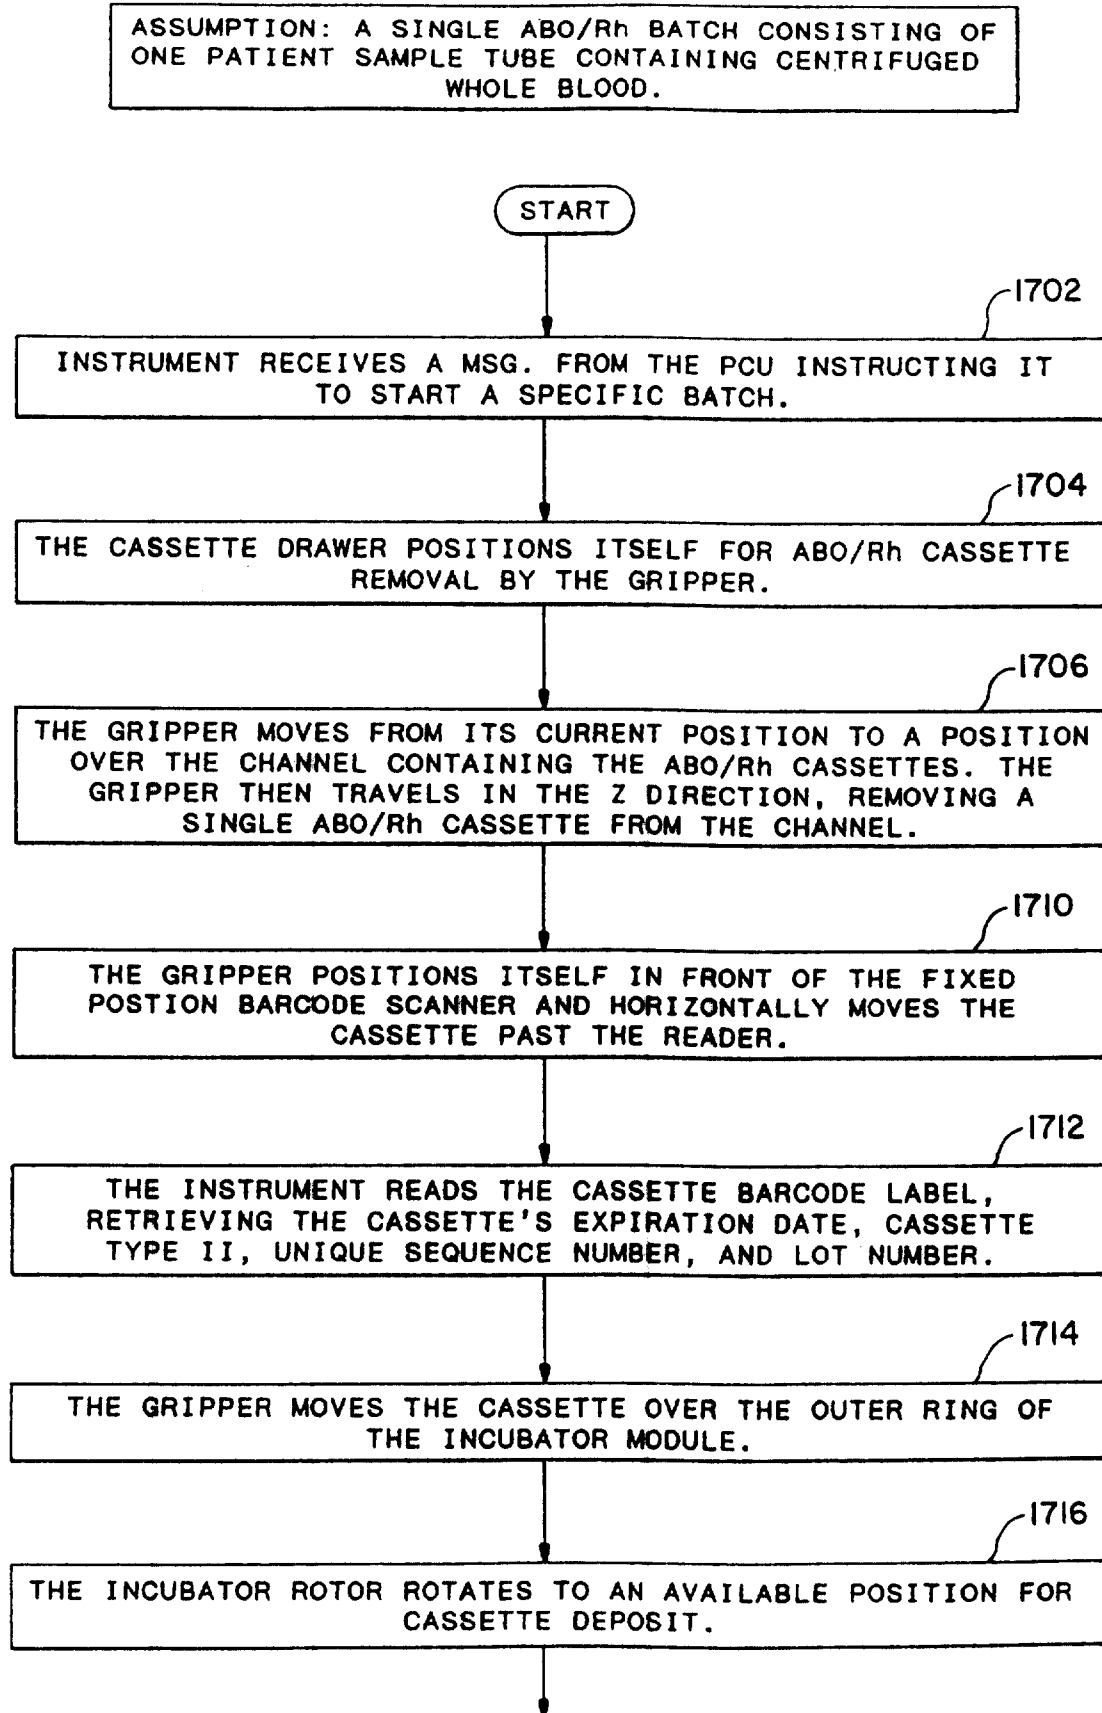 ASSUMPTION: A SINGLE ABO/Rh BATCH CONSISTING OF
ONE PATIENT SAMPLE TUBE CONTAINING CENTRIFUGED
WHOLE BLOOD.
START
1702
INSTRUMENT RECEIVES A MSG. FROM THE PCU INSTRUCTING IT
TO START A SPECIFIC BATCH.
1704
THE CASSETTE DRAWER POSITIONS ITSELF FOR ABO/Rh CASSETTE
REMOVAL BY THE GRIPPER.
1706
THE GRIPPER MOVES FROM ITS CURRENT POSITION TO A POSITION
OVER THE CHANNEL CONTAINING THE ABO/Rh CASSETTES. THE
GRIPPER THEN TRAVELS IN THE Z DIRECTION, REMOVING A
SINGLE ABO/Rh CASSETTE FROM THE CHANNEL.
1710
THE GRIPPER POSITIONS ITSELF IN FRONT OF THE FIXED
POSTION BARCODE SCANNER AND HORIZONTALLY MOVES THE
CASSETTE PAST THE READER.
1712
THE INSTRUMENT READS THE CASSETTE BARCODE LABEL,
RETRIEVING THE CASSETTE'S EXPIRATION DATE, CASSETTE
TYPE II, UNIQUE SEQUENCE NUMBER, AND LOT NUMBER.
1714
THE GRIPPER MOVES THE CASSETTE OVER THE OUTER RING OF
THE INCUBATOR MODULE.
1716
THE INCUBATOR ROTOR ROTATES TO AN AVAILABLE POSITION FOR
CASSETTE DEPOSIT.